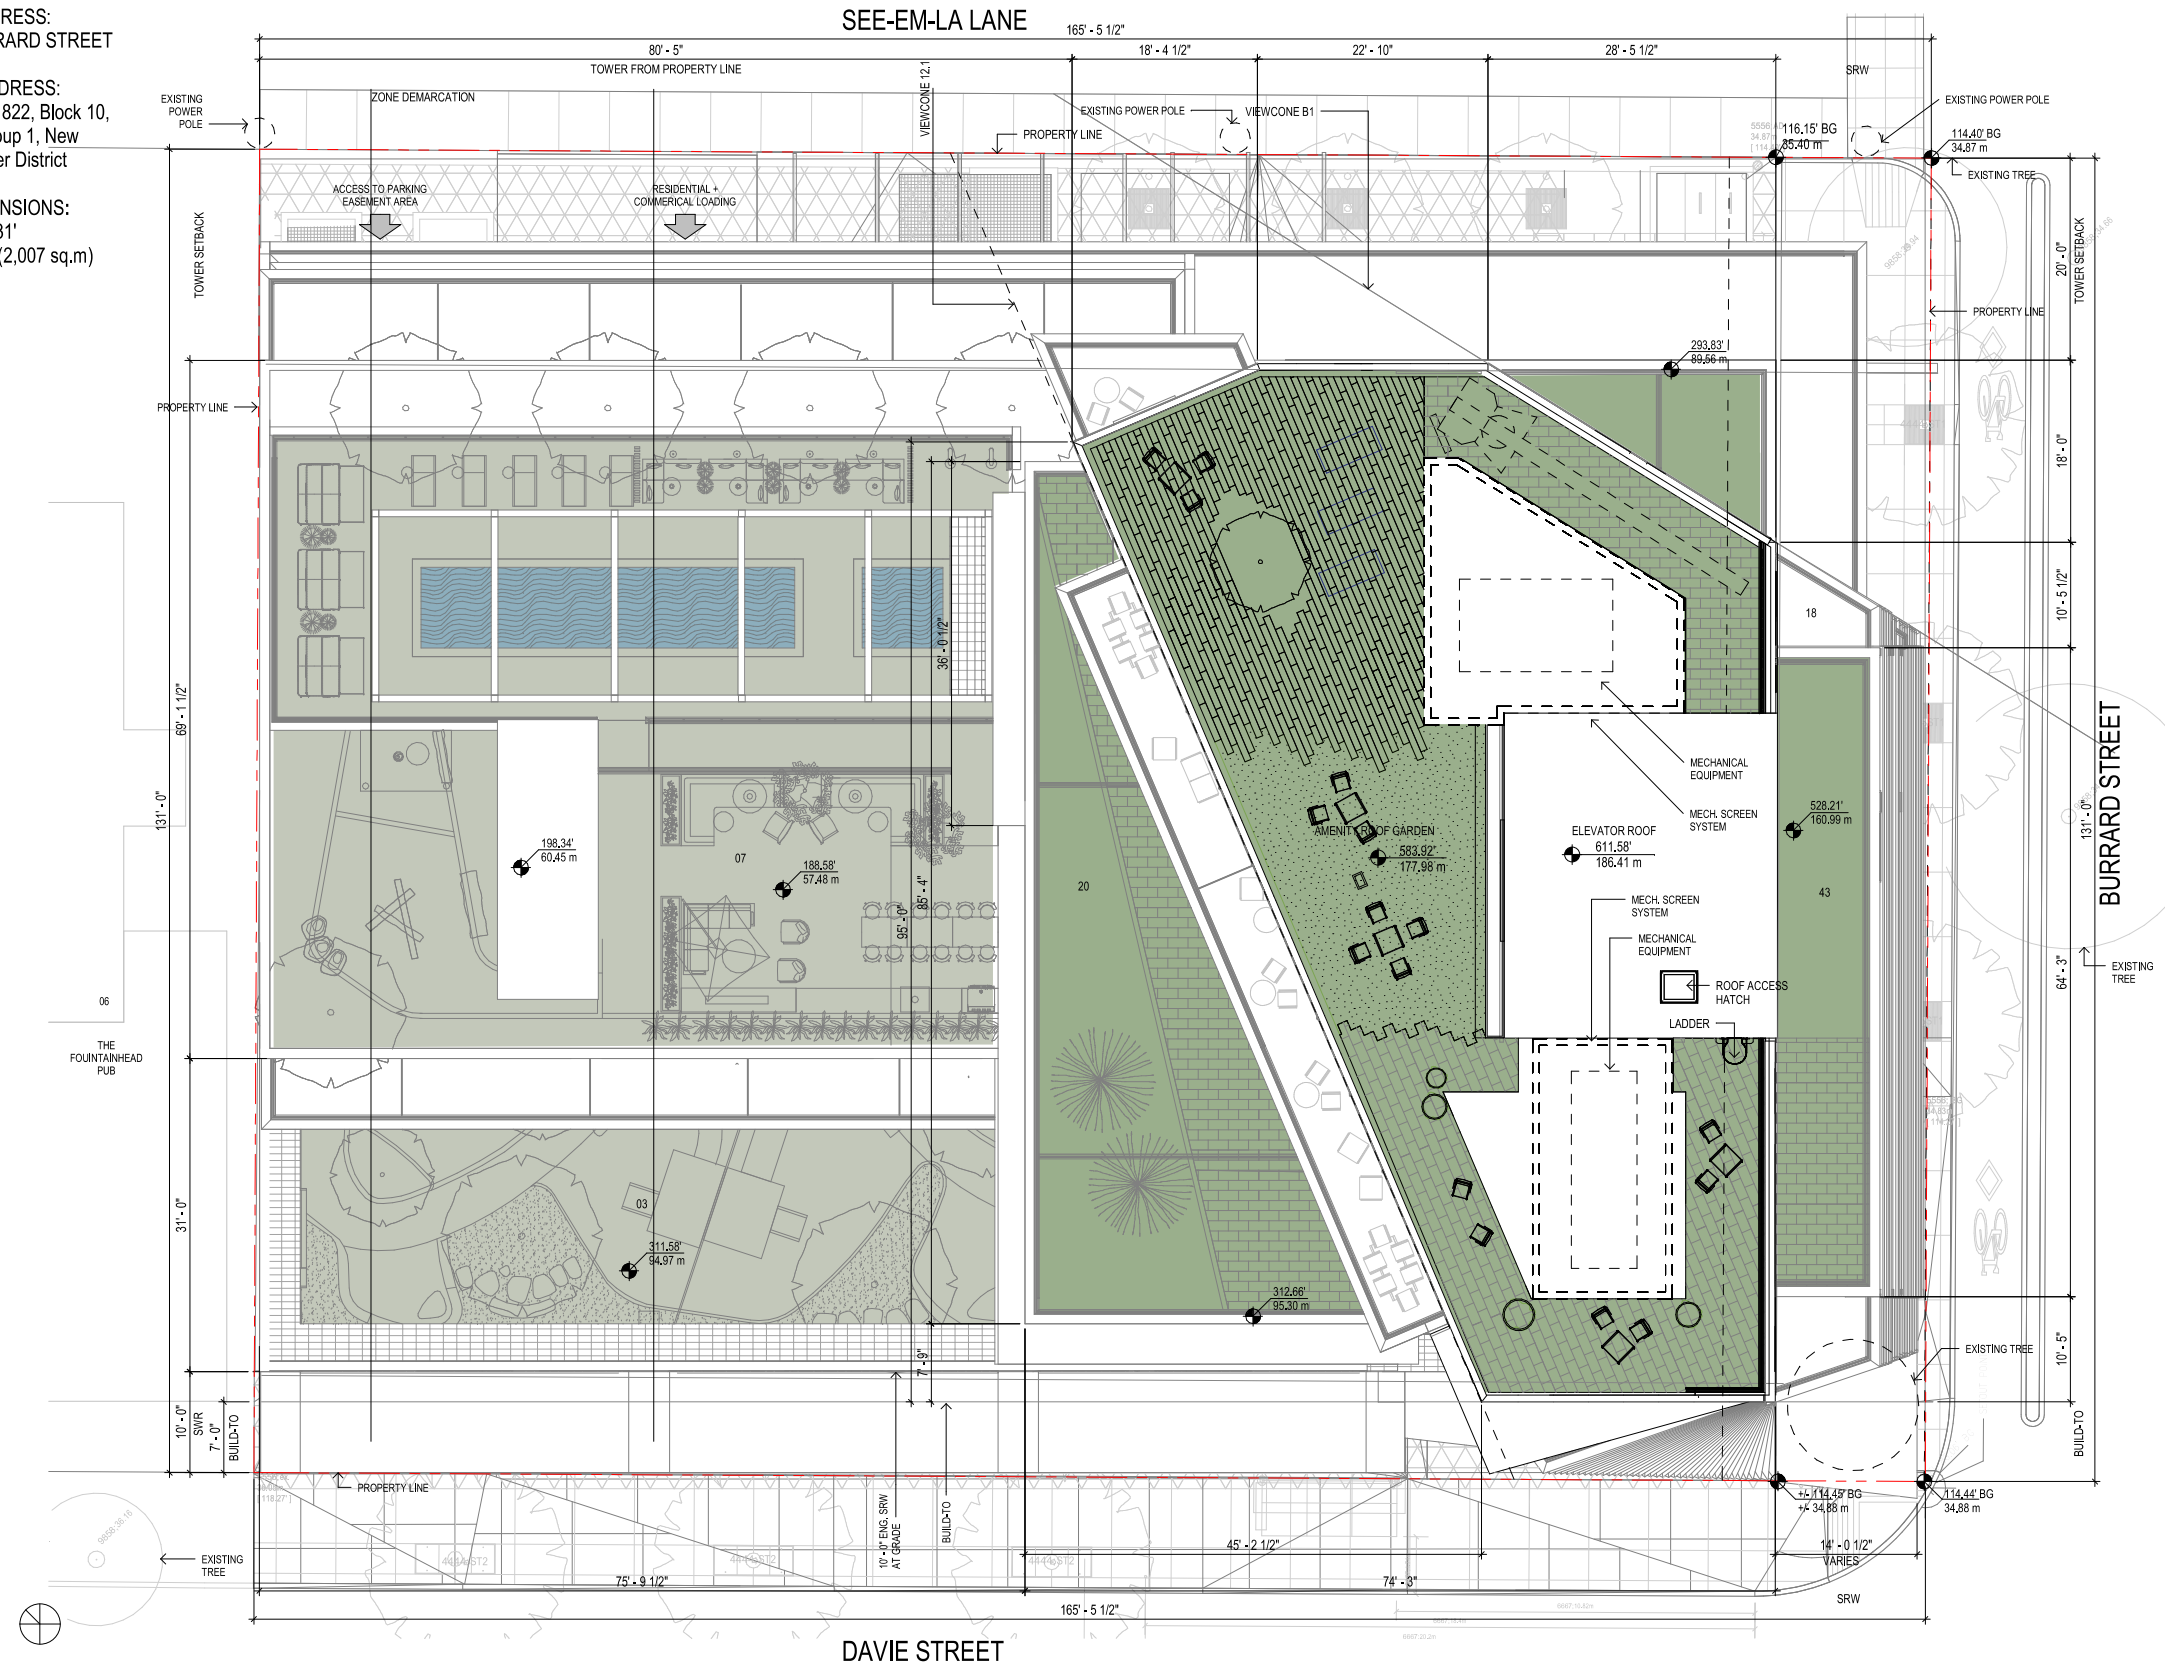 RESS:
RARD STREET
DRESS:
822, Block 10,
oup 1, New
er District
NSIONS:
31'
(2,007 sq.m)
SEE-EM-LA LANE
165' - 5 1/2"
80' - 5"
18' - 4 1/2"
22' - 10"
28' - 5 1/2"
TOWER FROM PROPERTY LINE
ZONE DEMARCATION
VIEWCONE 12.1
EXISTING
POWER
POLE
EXISTING POWER POLE
VIEWCONE B1
PROPERTY LINE
SRW
EXISTING POWER POLE
116.15' BG
35.40 m
114.40' BG
34.87 m
EXISTING TREE
ACCESS TO PARKING
EASEMENT AREA
RESIDENTIAL +
COMMERICAL LOADING
TOWER SETBACK
20' - 0"
TOWER SETBACK
PROPERTY LINE
293.83'
89.56 m
PROPERTY LINE
18' - 0"
10' - 5 1/2"
18
36' - 0 1/2"
69' - 1 1/2"
131' - 0"
MECHANICAL
EQUIPMENT
MECH. SCREEN
SYSTEM
BURRARD STREET
131' - 0"
528.21'
160.99 m
AMENITY ROOF GARDEN
583.92'
177.98 m
ELEVATOR ROOF
611.58'
186.41 m
198.34'
60.45 m
07
188.58'
57.48 m
20
43
95' - 0"
85' - 4"
MECH. SCREEN
SYSTEM
MECHANICAL
EQUIPMENT
ROOF ACCESS
HATCH
LADDER
64' - 3"
EXISTING
TREE
06
THE
FOUNTAINHEAD
PUB
31' - 0"
03
311.58'
94.97 m
312.66'
95.30 m
7' - 9"
10' - 5"
EXISTING TREE
10' - 0"
SWR
7' - 0"
BUILD-TO
BUILD-TO
PROPERTY LINE
10' - 0" ENG. SRW
AT GRADE
BUILD-TO
+/- 114.45' BG
+/- 34.88 m
114.44' BG
34.88 m
9858:36.16
EXISTING
TREE
4444:ST2
4444:ST2
4444:ST2
45' - 2 1/2"
14' - 0 1/2"
VARIES
75' - 9 1/2"
74' - 3"
SRW
165' - 5 1/2"
DAVIE STREET